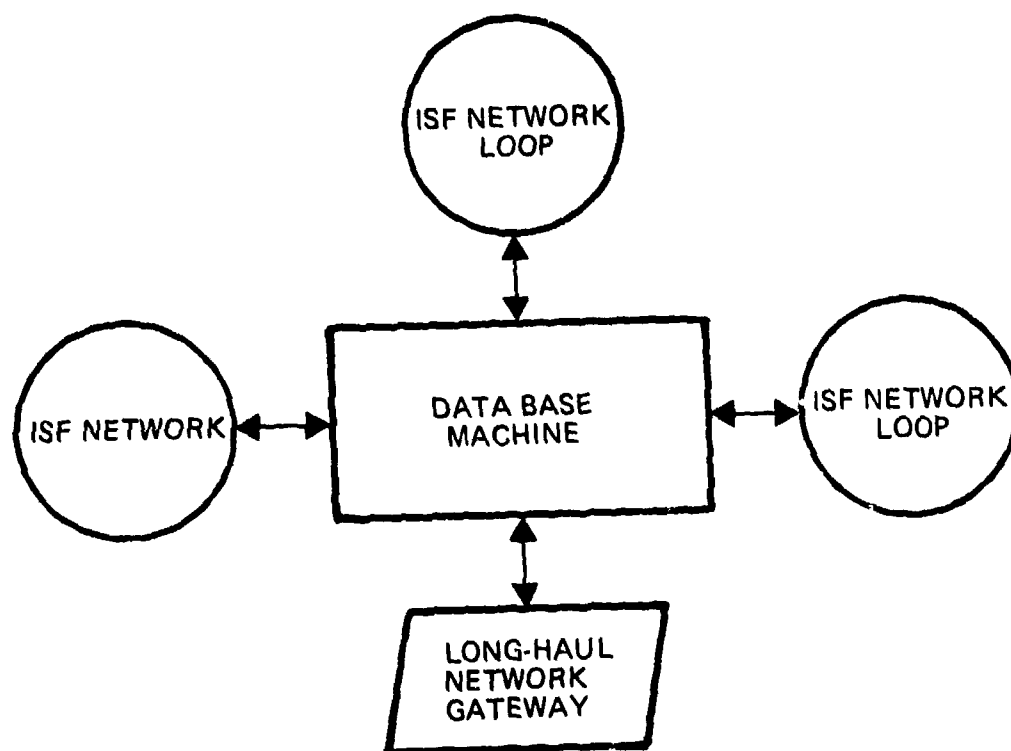 ISF NETWORK
LOOP
ISF NETWORK
DATA BASE
MACHINE
ISF NETWORK
LOOP
LONG-HAUL
NETWORK
GATEWAY